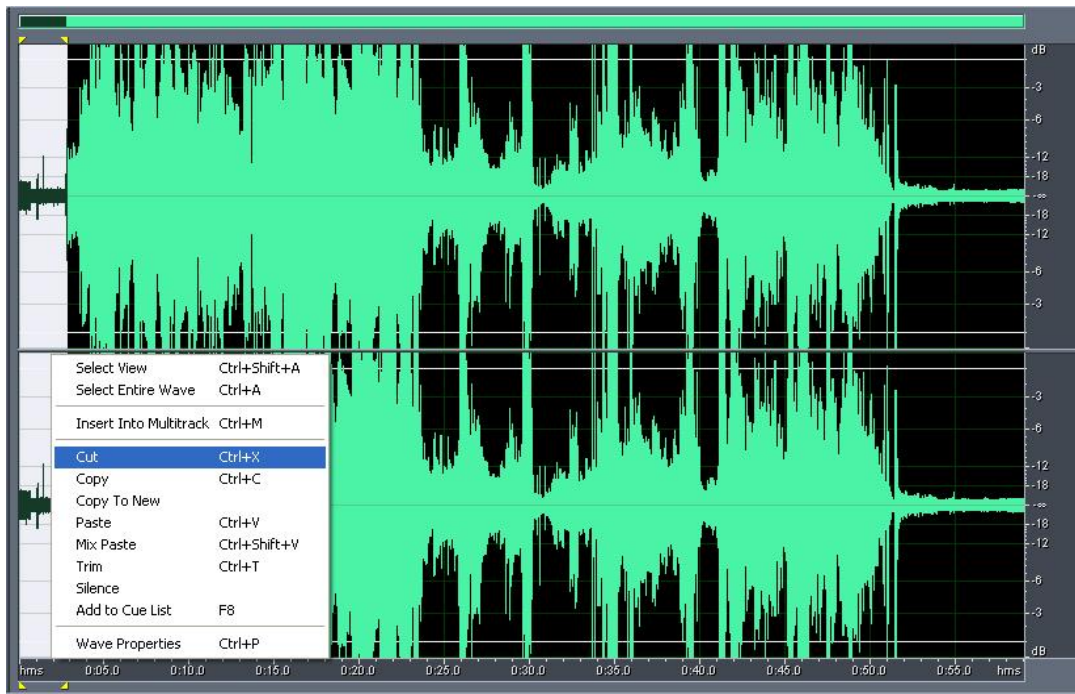 dB
-3
-6
-12
-18
-∞
-18
-12
-6
-3
Select View Ctrl+Shift+A
Select Entire Wave Ctrl+A
Insert Into Multitrack Ctrl+M
Cut Ctrl+X
Copy Ctrl+C
Copy To New
Paste Ctrl+V
Mix Paste Ctrl+Shift+V
Trim Ctrl+T
Silence
Add to Cue List F8
Wave Properties Ctrl+P
-3
-6
-12
-18
-∞
-18
-12
-6
-3
dB
hms 0:05.0 0:10.0 0:15.0 0:20.0 0:25.0 0:30.0 0:35.0 0:40.0 0:45.0 0:50.0 0:55.0 hms